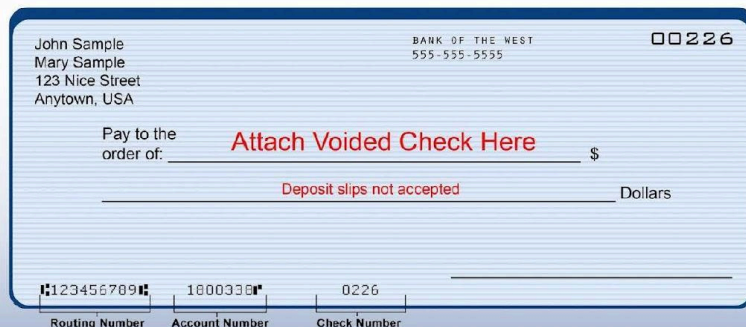 John Sample
Mary Sample
123 Nice Street
Anytown, USA
BANK OF THE WEST
555-555-5555
00226
Pay to the
order of:
Attach Voided Check Here
$
Deposit slips not accepted
Dollars
⑆123456789⑆ 1800338⑈ 0226
Routing Number Account Number Check Number